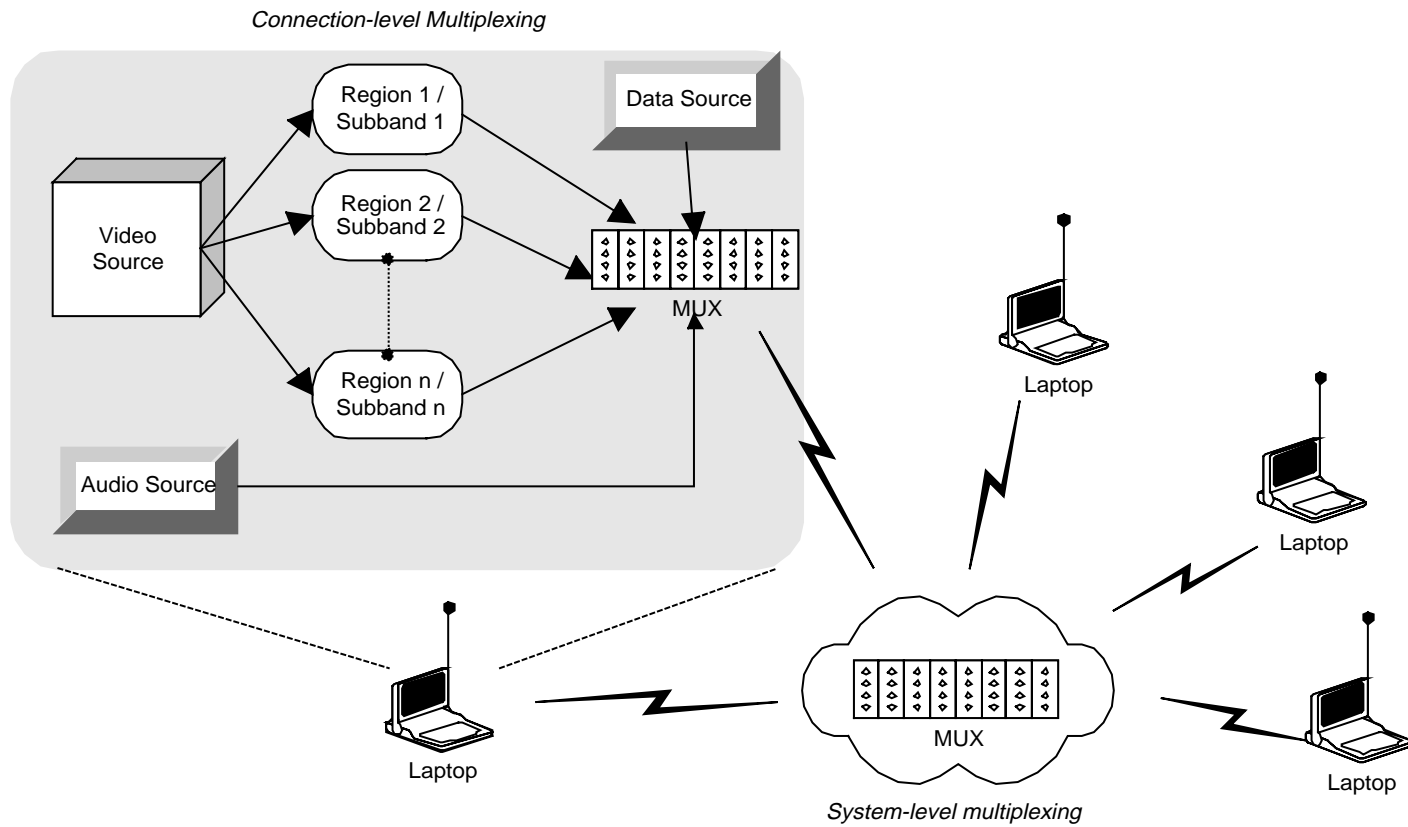 Connection-level Multiplexing
Region 1 /
Subband 1
Data Source
Region 2 /
Subband 2
Video
Source
MUX
Region n /
Subband n
Audio Source
Laptop
Laptop
Laptop
Laptop
MUX
System-level multiplexing